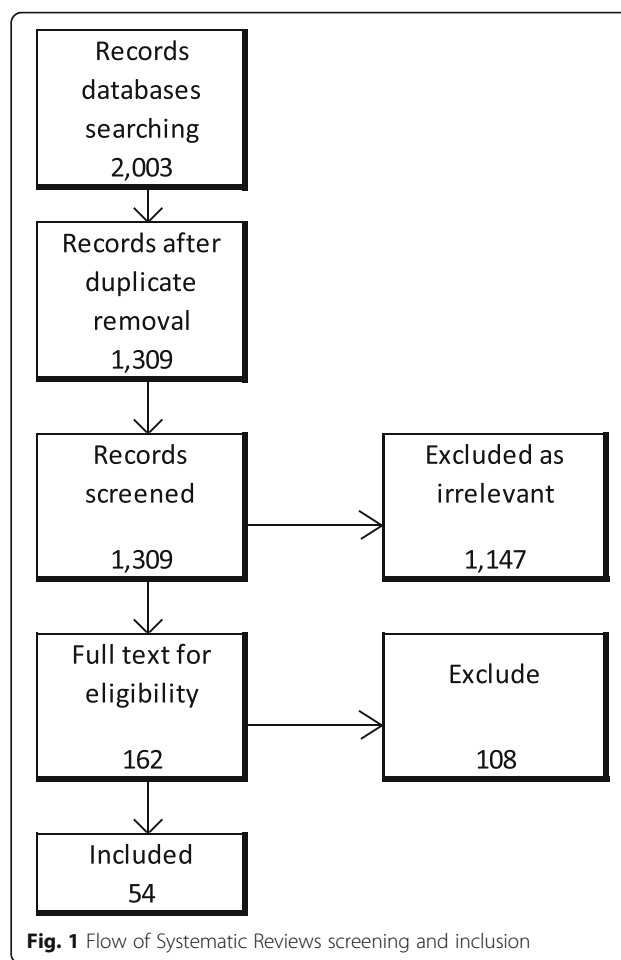 Records
databases
searching
2,003
Records after
duplicate
removal
1,309
Records
screened
1,309
Excluded as
irrelevant
1,147
Full text for
eligibility
162
Exclude
108
Included
54
Fig. 1 Flow of Systematic Reviews screening and inclusion